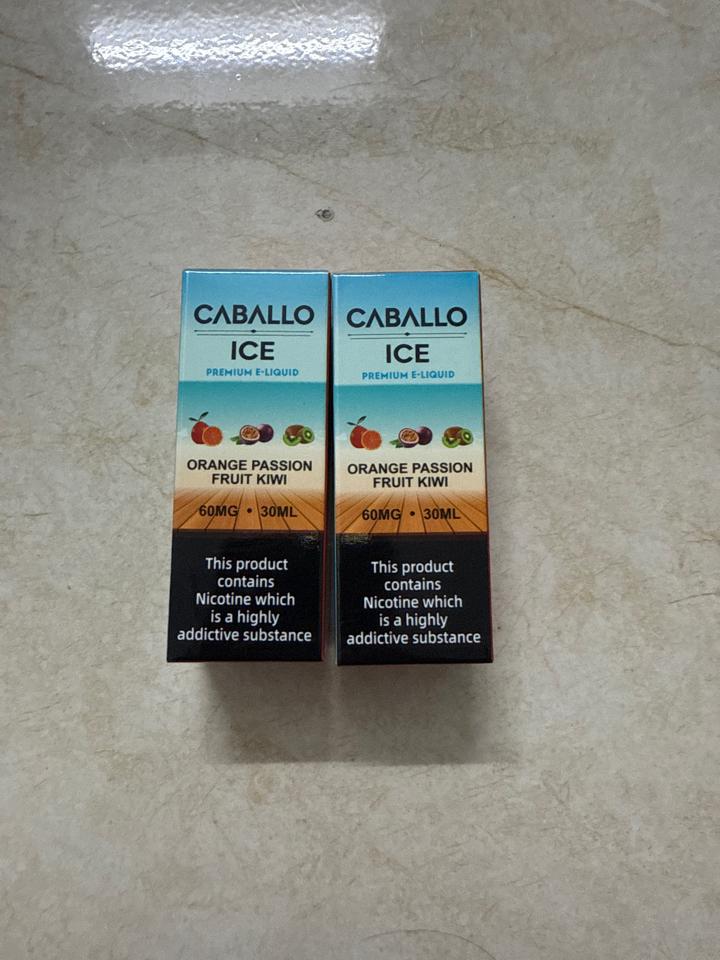 CABALLO
ICE
PREMIUM E-LIQUID
ORANGE PASSION
FRUIT KIWI
60MG • 30ML
This product
contains
Nicotine which
is a highly
addictive substance
CABALLO
ICE
PREMIUM E-LIQUID
ORANGE PASSION
FRUIT KIWI
60MG • 30ML
This product
contains
Nicotine which
is a highly
addictive substance